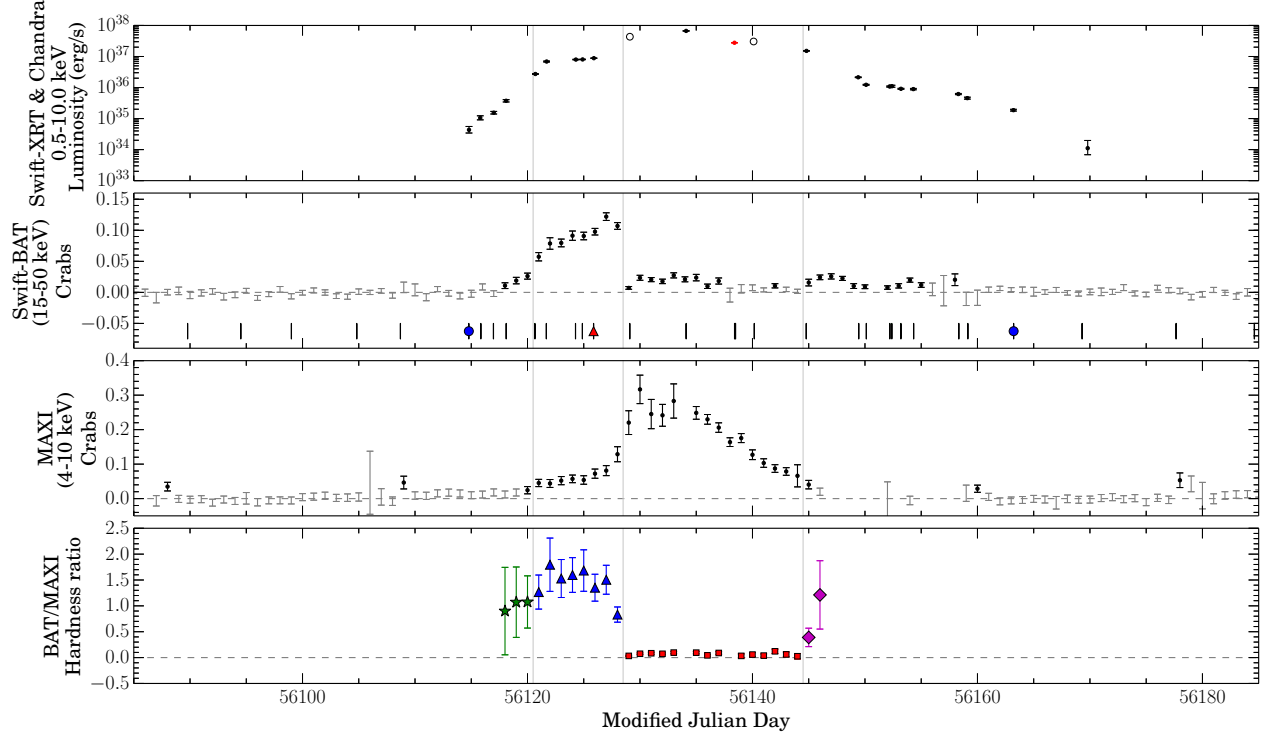 Swift-XRT & Chandra
0.5-10.0 keV
Luminosity (erg/s)
10^38
10^37
10^36
10^35
10^34
10^33
Swift-BAT
(15-50 keV)
Crabs
0.15
0.10
0.05
0.00
−0.05
MAXI
(4-10 keV)
Crabs
0.4
0.3
0.2
0.1
0.0
BAT/MAXI
Hardness ratio
2.5
2.0
1.5
1.0
0.5
0.0
−0.5
56100 56120 56140 56160 56180
Modified Julian Day